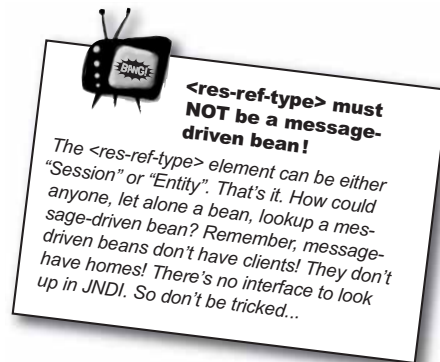 BANG!
<res-ref-type> must
NOT be a message-
driven bean!
The <res-ref-type> element can be either
"Session" or "Entity". That's it. How could
anyone, let alone a bean, lookup a mes-
sage-driven bean? Remember, message-
driven beans don't have clients! They don't
have homes! There's no interface to look
up in JNDI. So don't be tricked...